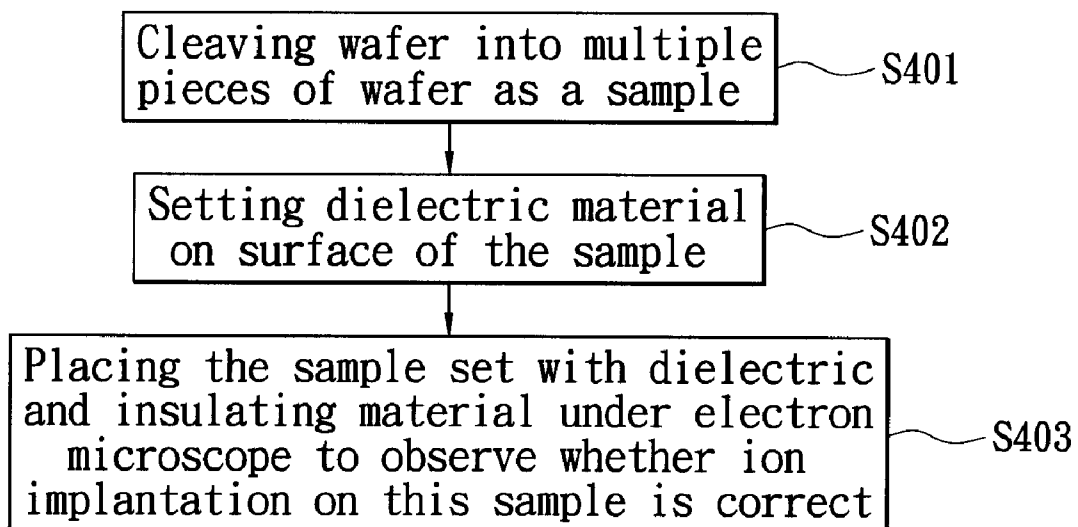 Cleaving wafer into multiple
pieces of wafer as a sample
S401
Setting dielectric material
on surface of the sample
S402
Placing the sample set with dielectric
and insulating material under electron
microscope to observe whether ion
implantation on this sample is correct
S403